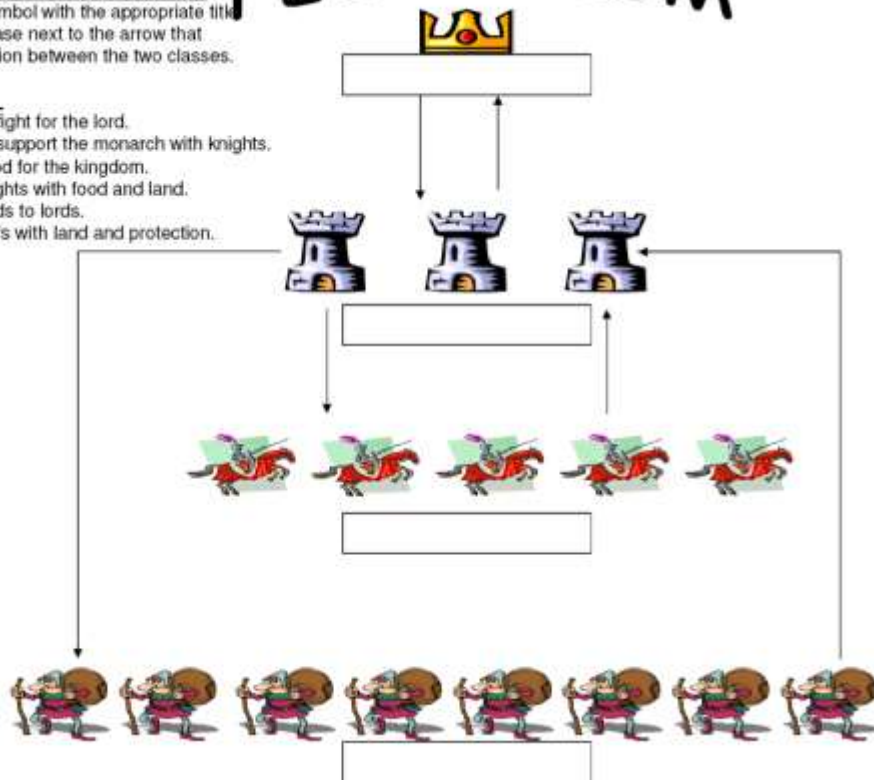 mbol with the appropriate title
ase next to the arrow that
ion between the two classes.
ight for the lord.
support the monarch with knights.
od for the kingdom.
ghts with food and land.
ds to lords.
s with land and protection.